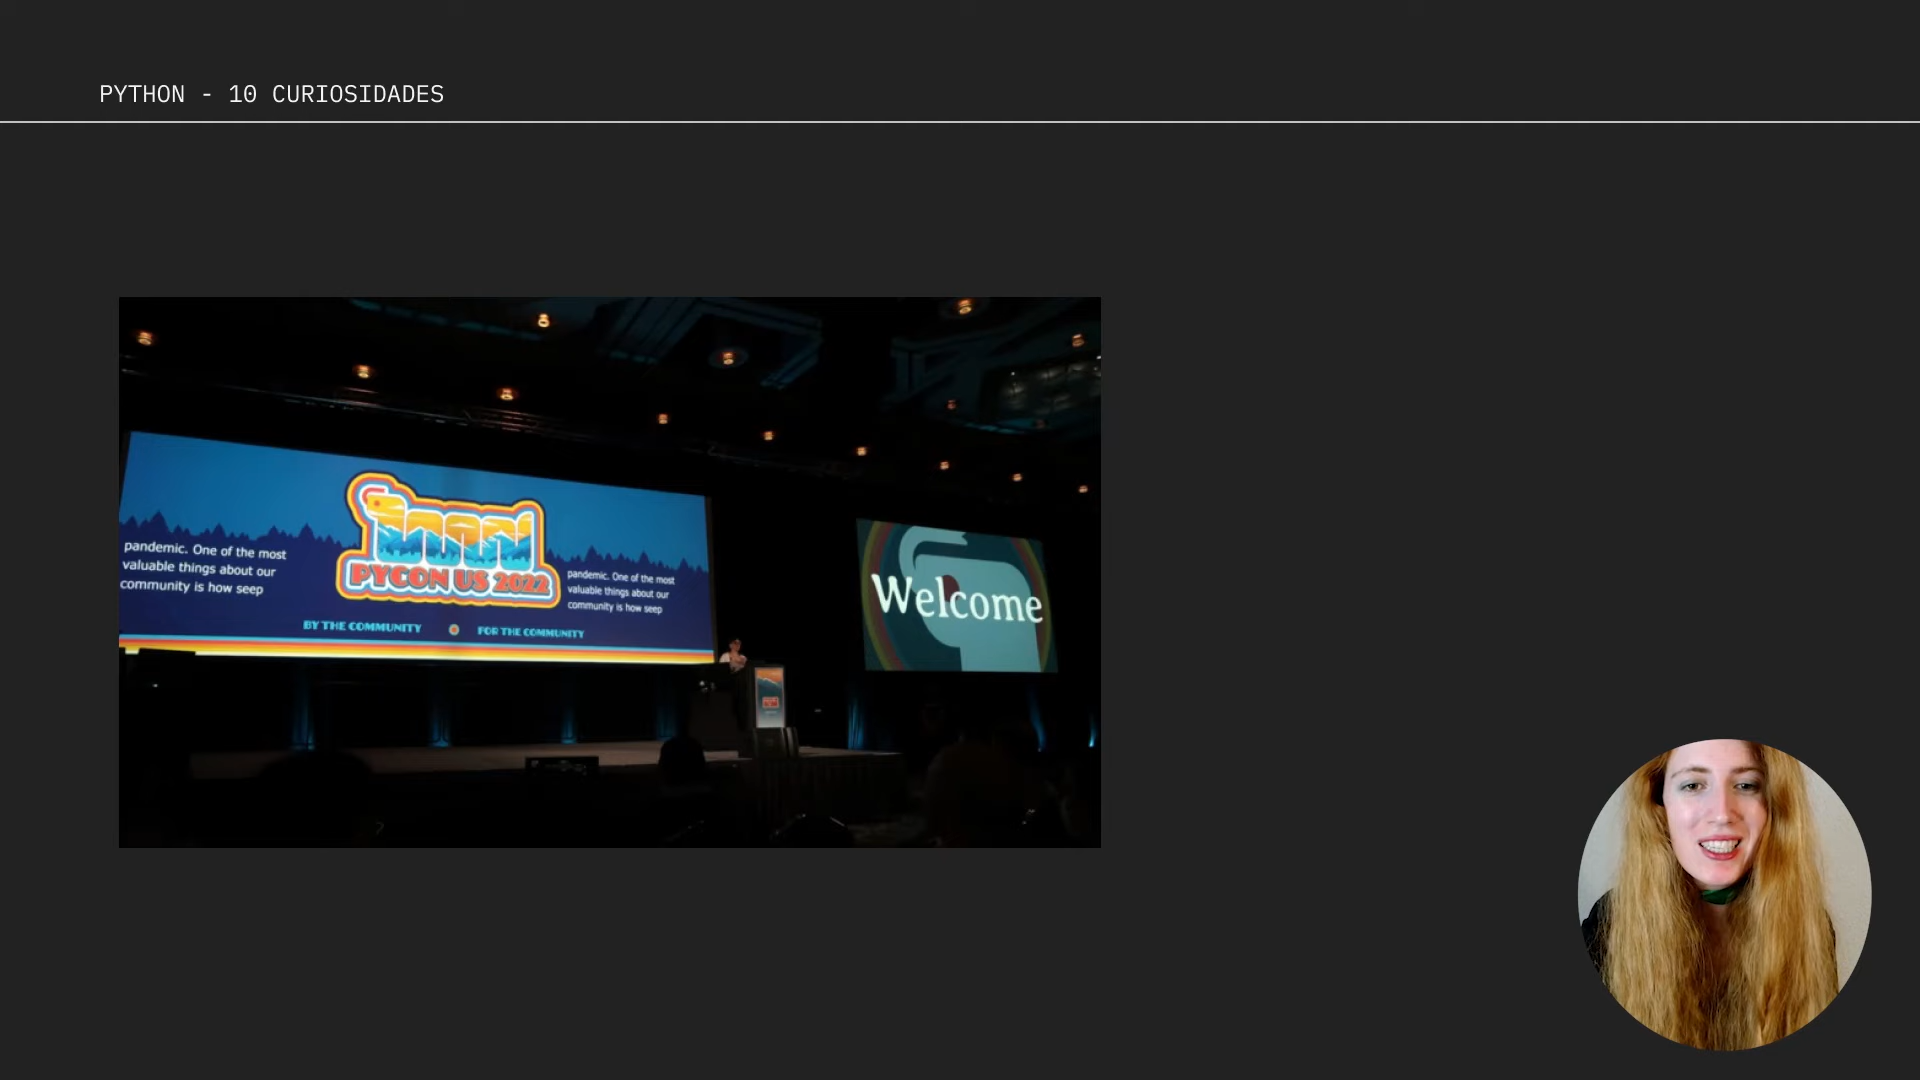 PYTHON - 10 CURIOSIDADES
pandemic. One of the most
valuable things about our
community is how seep
PYCON US 2022
pandemic. One of the most
valuable things about our
community is how seep
BY THE COMMUNITY
FOR THE COMMUNITY
Welcome